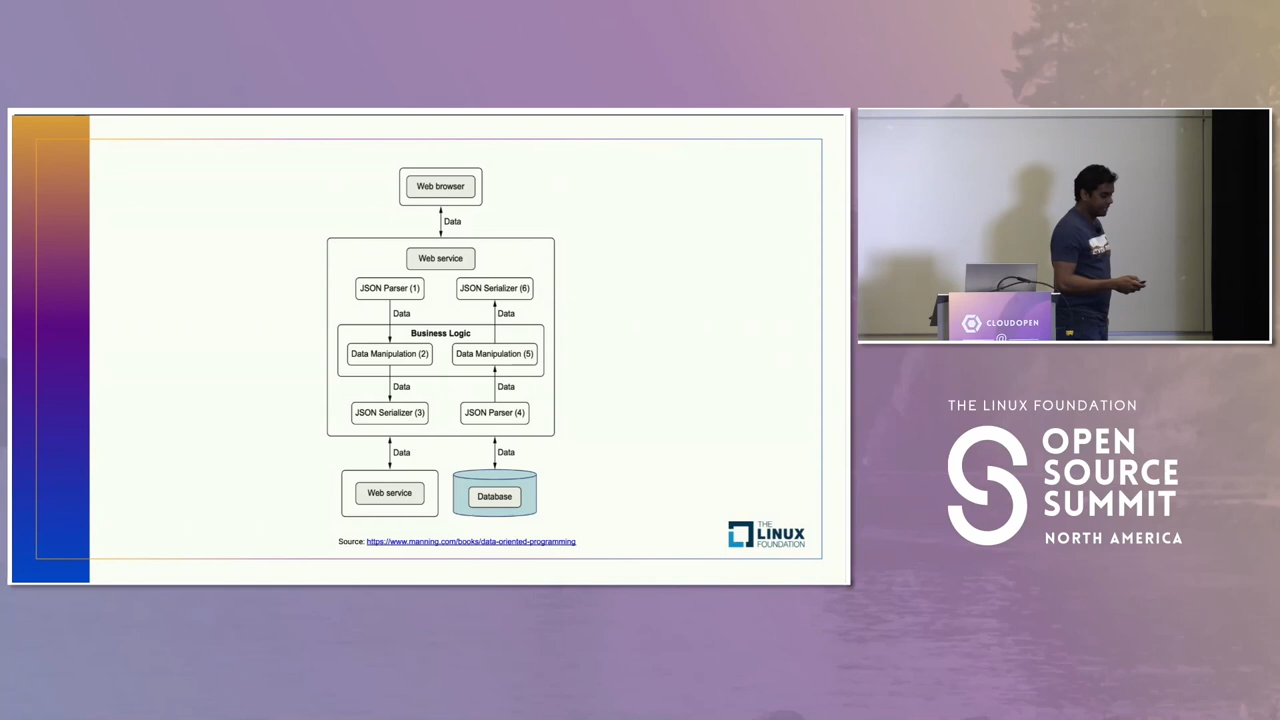 Web browser
Data
Web service
JSON Parser (1)
JSON Serializer (6)
Data
Data
Business Logic
Data Manipulation (2)
Data Manipulation (5)
Data
Data
JSON Serializer (3)
JSON Parser (4)
Data
Data
Web service
Database
Source: https://www.manning.com/books/data-oriented-programming
THE
LINUX
FOUNDATION
CLOUDOPEN
THE LINUX FOUNDATION
OPEN
SOURCE
SUMMIT
NORTH AMERICA